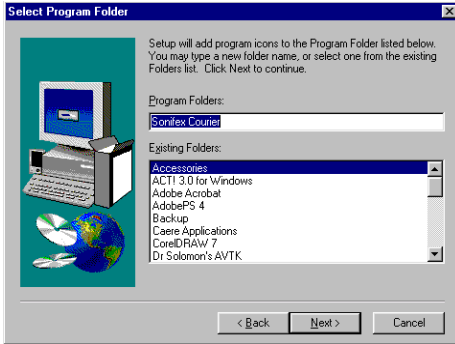 Select Program Folder
Setup will add program icons to the Program Folder listed below.
You may type a new folder name, or select one from the existing
Folders list. Click Next to continue.
Program Folders:
Sonifex Courier
Existing Folders:
Accessories
ACT! 3.0 for Windows
Adobe Acrobat
AdobePS 4
Backup
Caere Applications
CorelDRAW 7
Dr Solomon's AVTK
< Back Next > Cancel